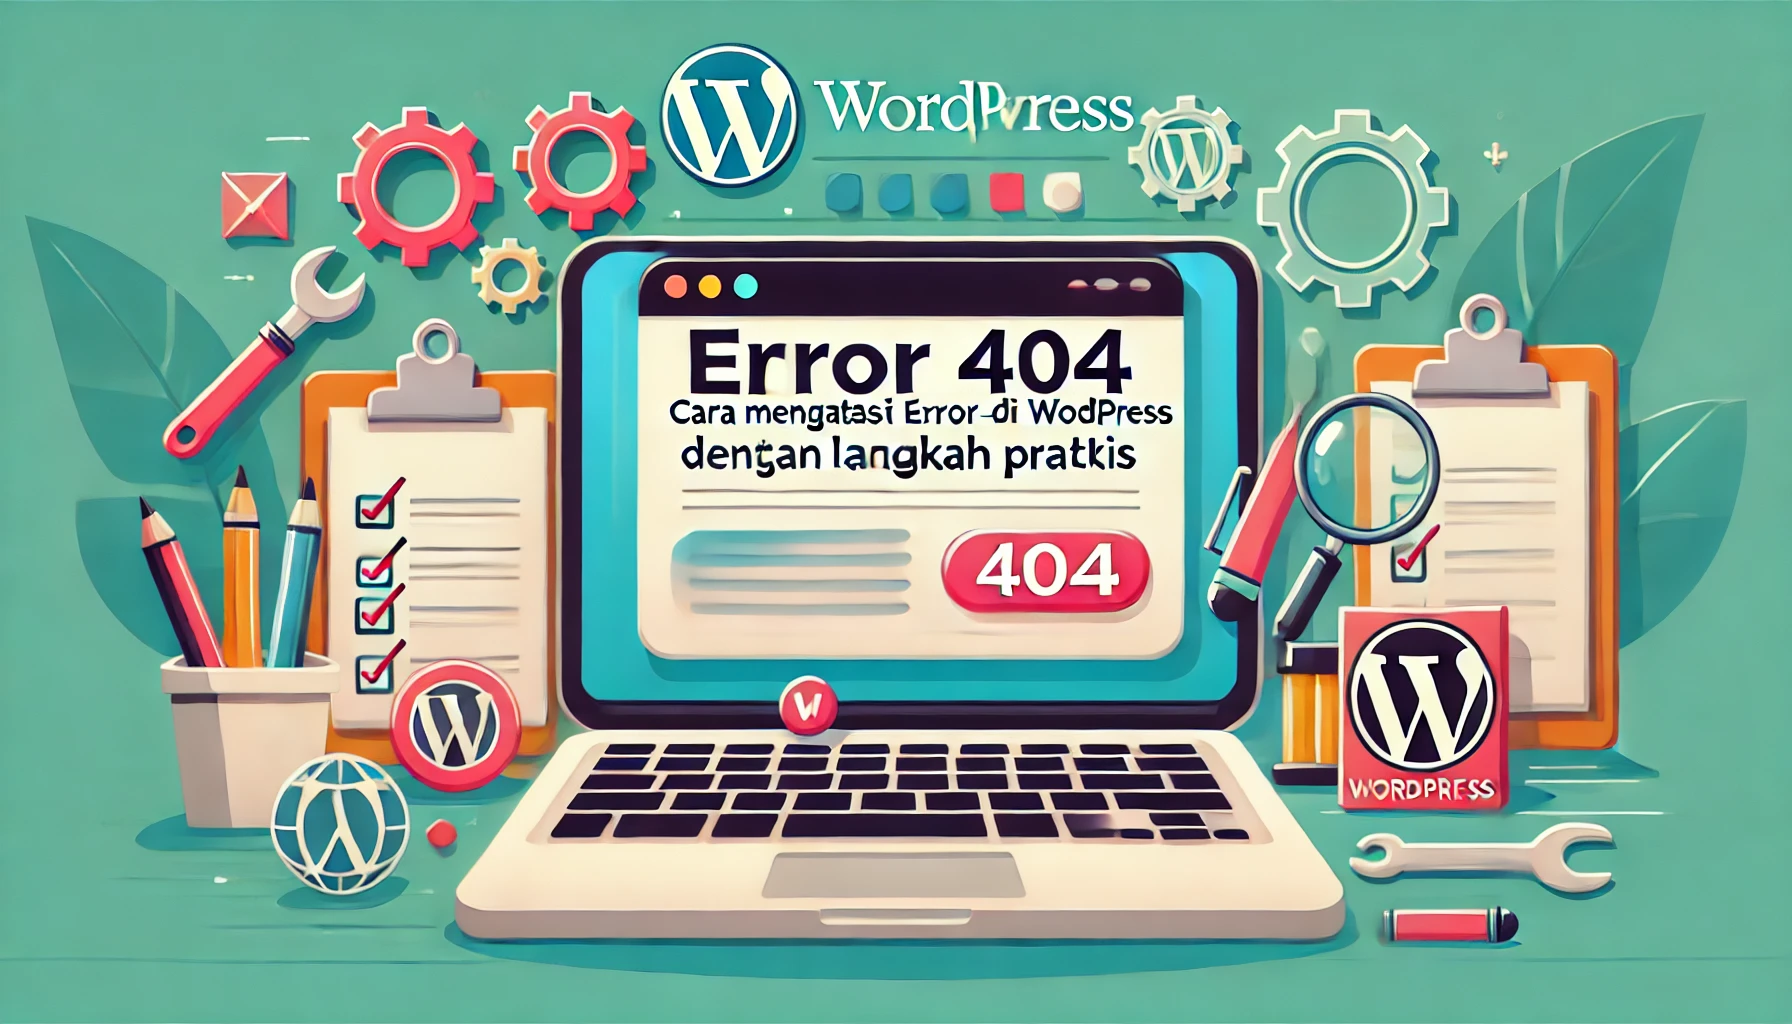 WordPress
Error 404
Cara mengatasi Error-di WodPress
dengan langkah pratkis
404
W
WORDPRESS